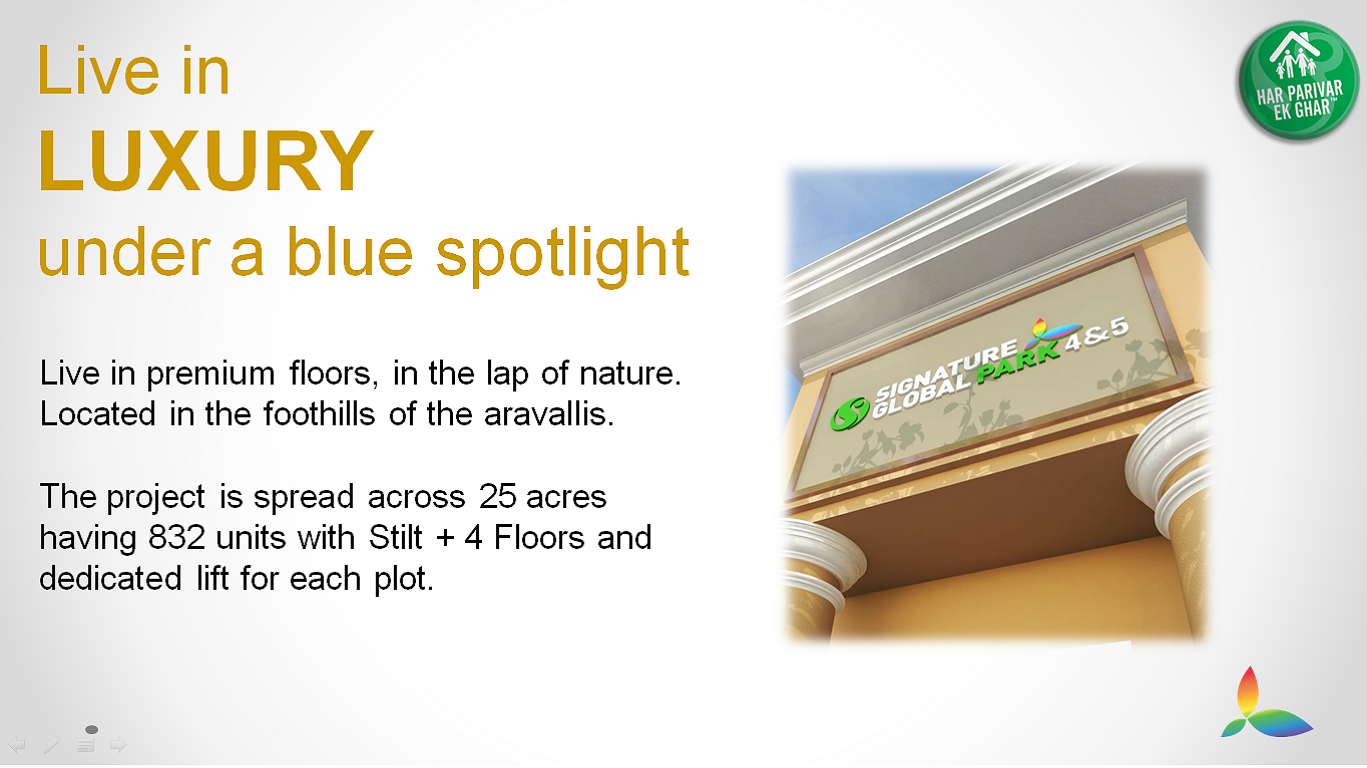 Live in
LUXURY
under a blue spotlight
HAR PARIVAR
EK GHAR™
SIGNATURE
GLOBAL PARK 4 & 5
Live in premium floors, in the lap of nature.
Located in the foothills of the aravallis.
The project is spread across 25 acres
having 832 units with Stilt + 4 Floors and
dedicated lift for each plot.